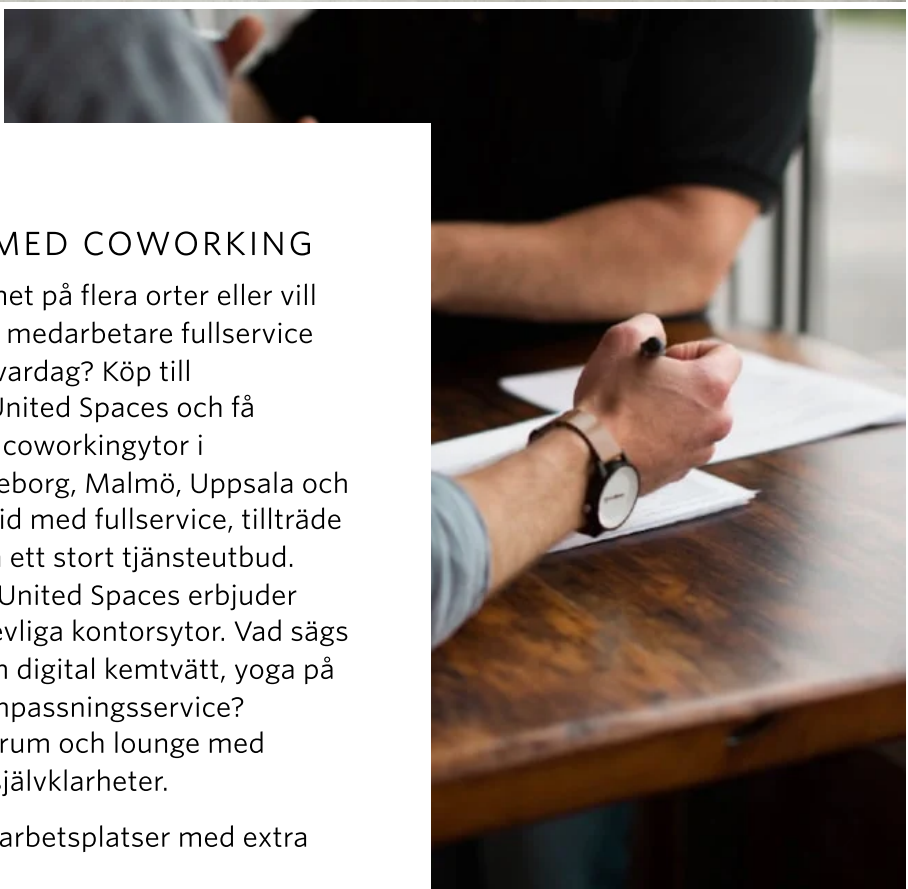 MED COWORKING
het på flera orter eller vill
medarbetare fullservice
vardag? Köp till
United Spaces och få
coworkingytor i
eborg, Malmö, Uppsala och
id med fullservice, tillträde
ett stort tjänsteutbud.
United Spaces erbjuder
evliga kontorsytor. Vad sägs
digital kemtvätt, yoga på
npassningsservice?
rum och lounge med
självklarheter.
arbetsplatser med extra